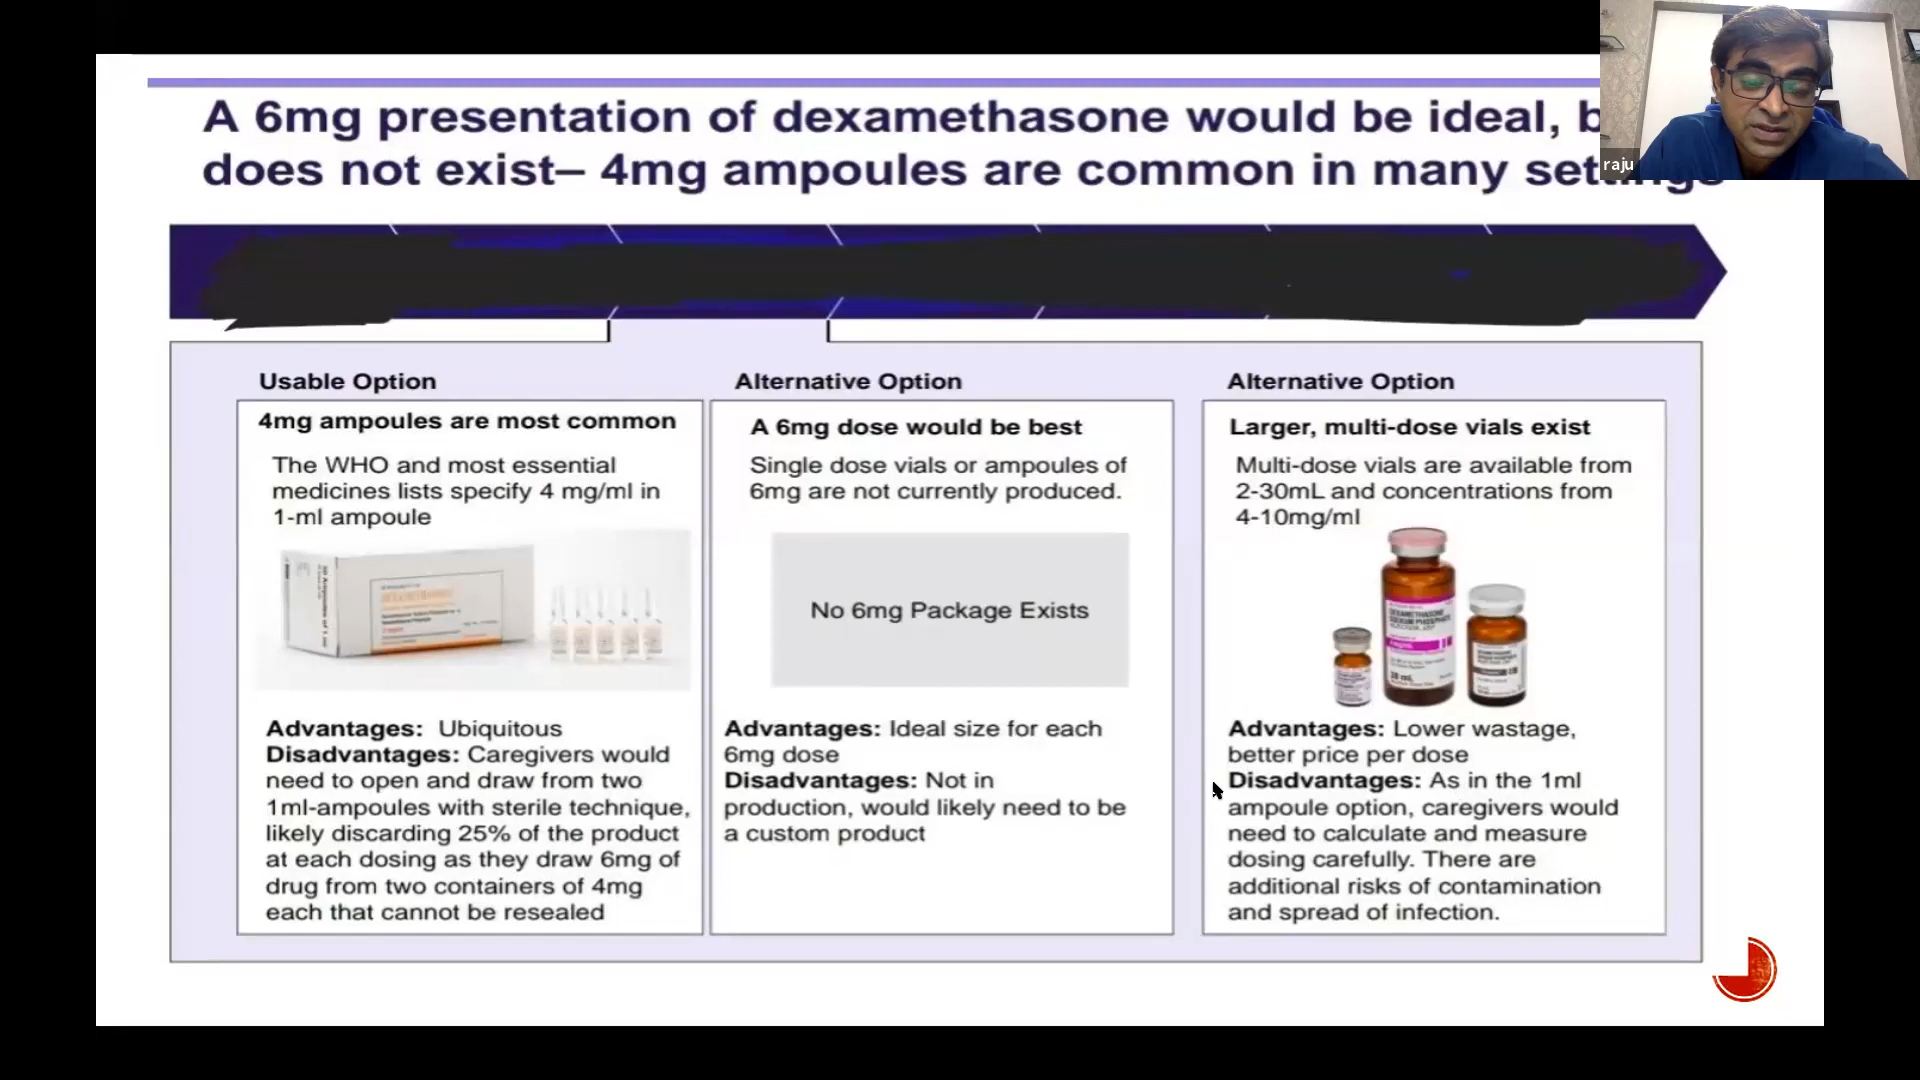 A 6mg presentation of dexamethasone would be ideal,
does not exist– 4mg ampoules are common in many settings
raju
Usable Option
4mg ampoules are most common
The WHO and most essential
medicines lists specify 4 mg/ml in
1-ml ampoule
Advantages: Ubiquitous
Disadvantages: Caregivers would
need to open and draw from two
1ml-ampoules with sterile technique,
likely discarding 25% of the product
at each dosing as they draw 6mg of
drug from two containers of 4mg
each that cannot be resealed
Alternative Option
A 6mg dose would be best
Single dose vials or ampoules of
6mg are not currently produced.
No 6mg Package Exists
Advantages: Ideal size for each
6mg dose
Disadvantages: Not in
production, would likely need to be
a custom product
Alternative Option
Larger, multi-dose vials exist
Multi-dose vials are available from
2-30mL and concentrations from
4-10mg/ml
DEXAMETHASONE
SODIUM PHOSPHATE
Advantages: Lower wastage,
better price per dose
Disadvantages: As in the 1ml
ampoule option, caregivers would
need to calculate and measure
dosing carefully. There are
additional risks of contamination
and spread of infection.